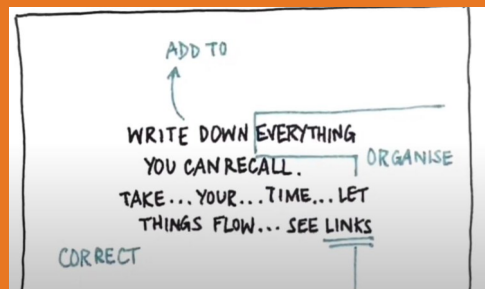 ADD TO
WRITE DOWN EVERYTHING
YOU CAN RECALL.
ORGANISE
TAKE... YOUR... TIME... LET
THINGS FLOW... SEE LINKS
CORRECT